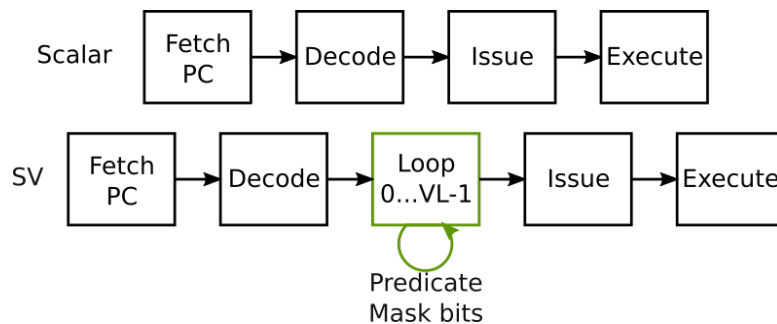 Scalar
Fetch
PC
Decode
Issue
Execute
SV
Fetch
PC
Decode
Loop
0...VL-1
Issue
Execute
Predicate
Mask bits